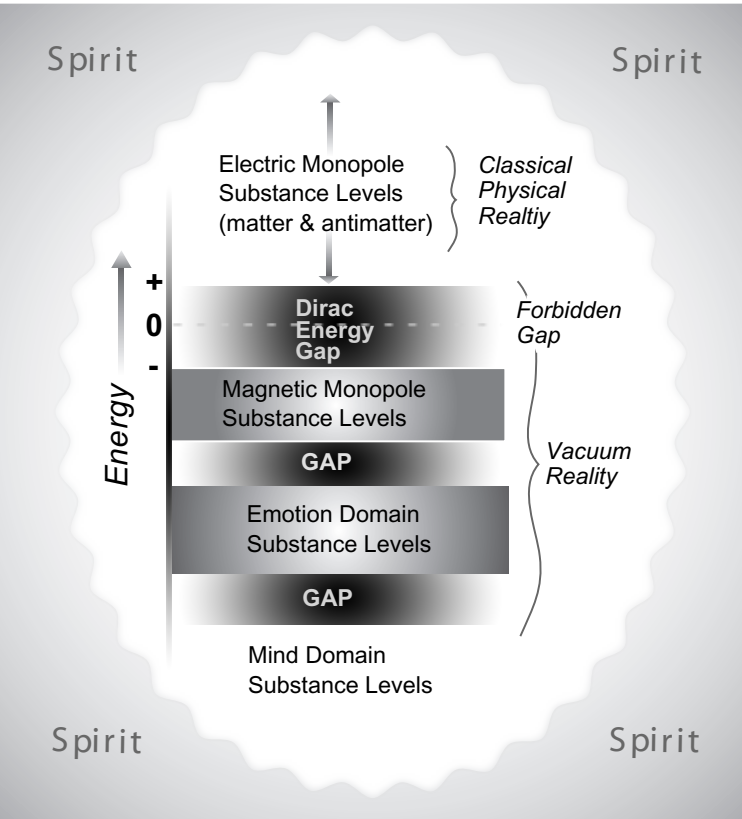 Spirit
Spirit
Electric Monopole
Substance Levels
(matter & antimatter)
Classical
Physical
Realtiy
+
0
-
Energy
Dirac
Energy
Gap
Forbidden
Gap
Magnetic Monopole
Substance Levels
GAP
Vacuum
Reality
Emotion Domain
Substance Levels
GAP
Mind Domain
Substance Levels
Spirit
Spirit